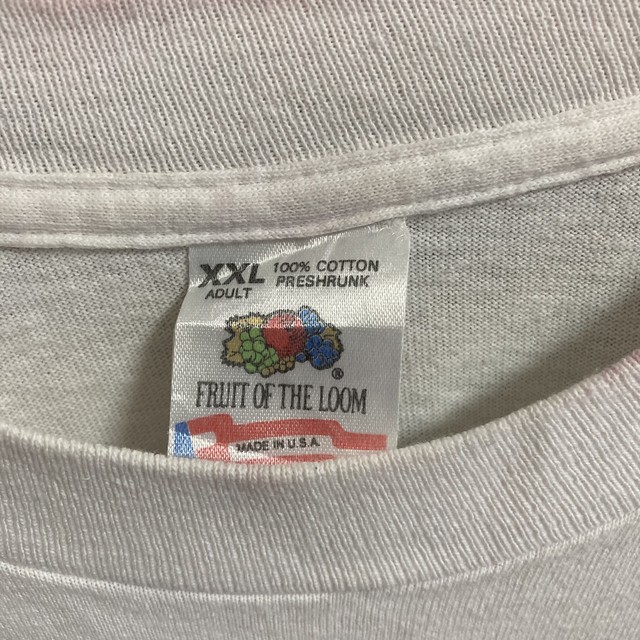 XXL 100% COTTON
ADULT PRESHRUNK
®
FRUIT OF THE LOOM
MADE IN U.S.A.